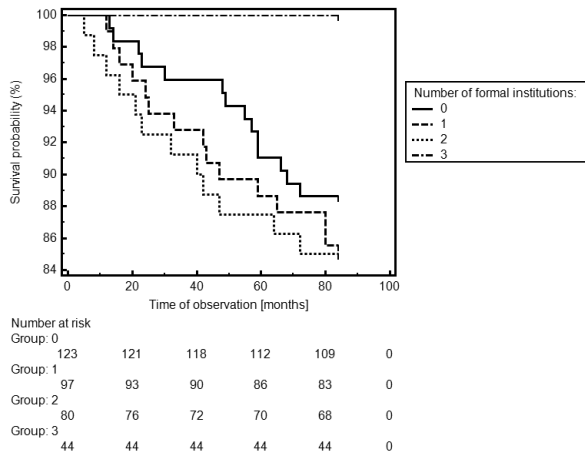 100
98
96
94
92
90
88
86
84
Survival probability (%)
0 20 40 60 80 100
Time of observation [months]
Number of formal institutions:
0
1
2
3
Number at risk
Group: 0
123 121 118 112 109 0
Group: 1
97 93 90 86 83 0
Group: 2
80 76 72 70 68 0
Group: 3
44 44 44 44 44 0